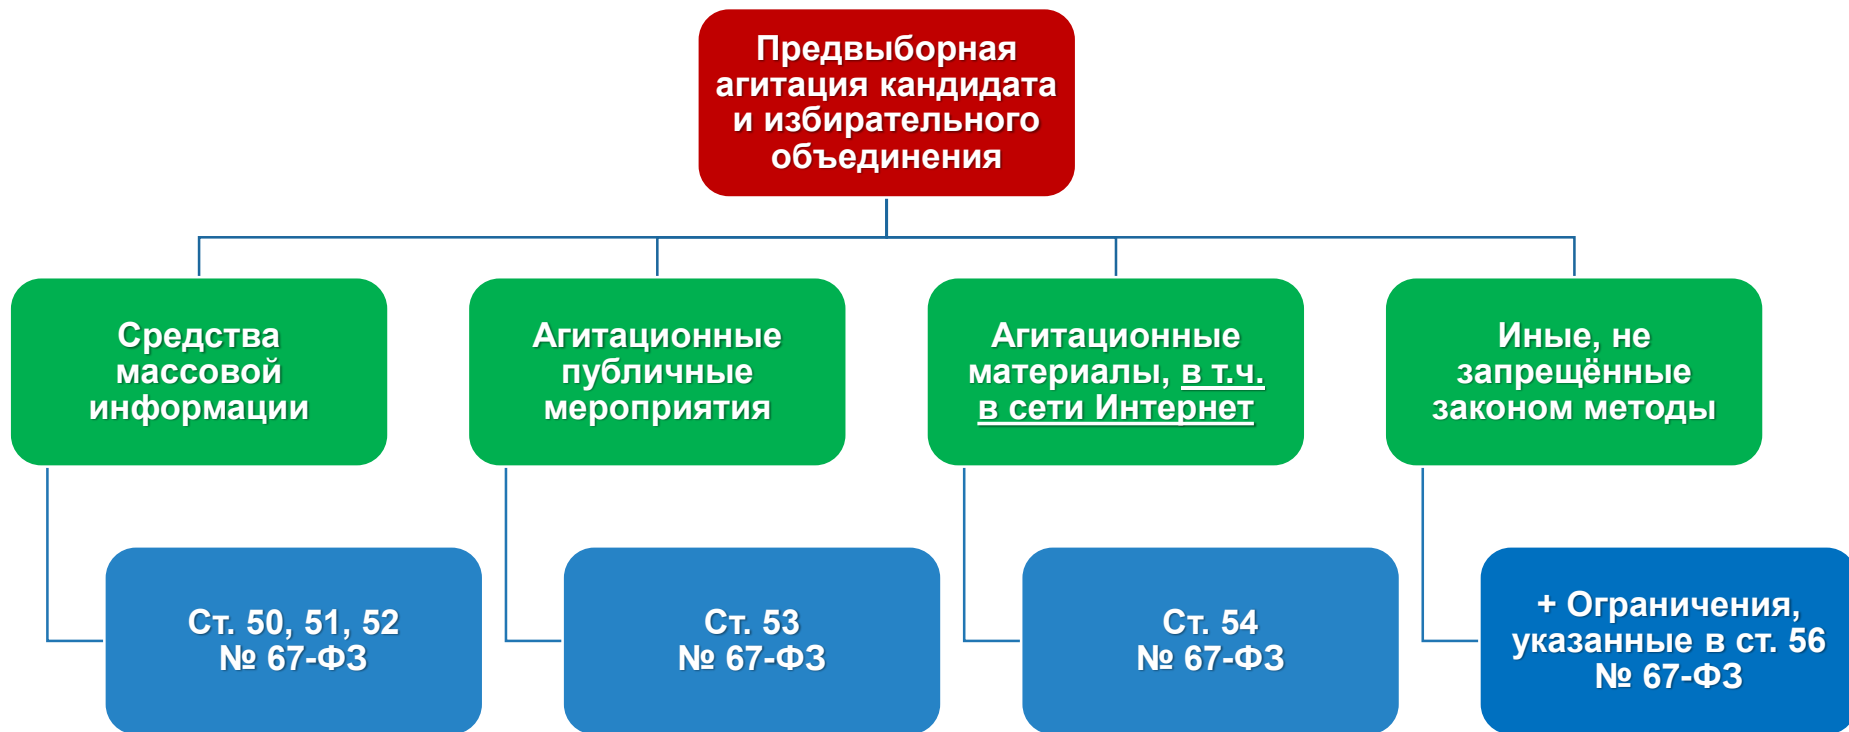 Предвыборная
агитация кандидата
и избирательного
объединения
Средства
массовой
информации
Агитационные
публичные
мероприятия
Агитационные
материалы, в т.ч.
в сети Интернет
Иные, не
запрещённые
законом методы
Ст. 50, 51, 52
№ 67-ФЗ
Ст. 53
№ 67-ФЗ
Ст. 54
№ 67-ФЗ
+ Ограничения,
указанные в ст. 56
№ 67-ФЗ